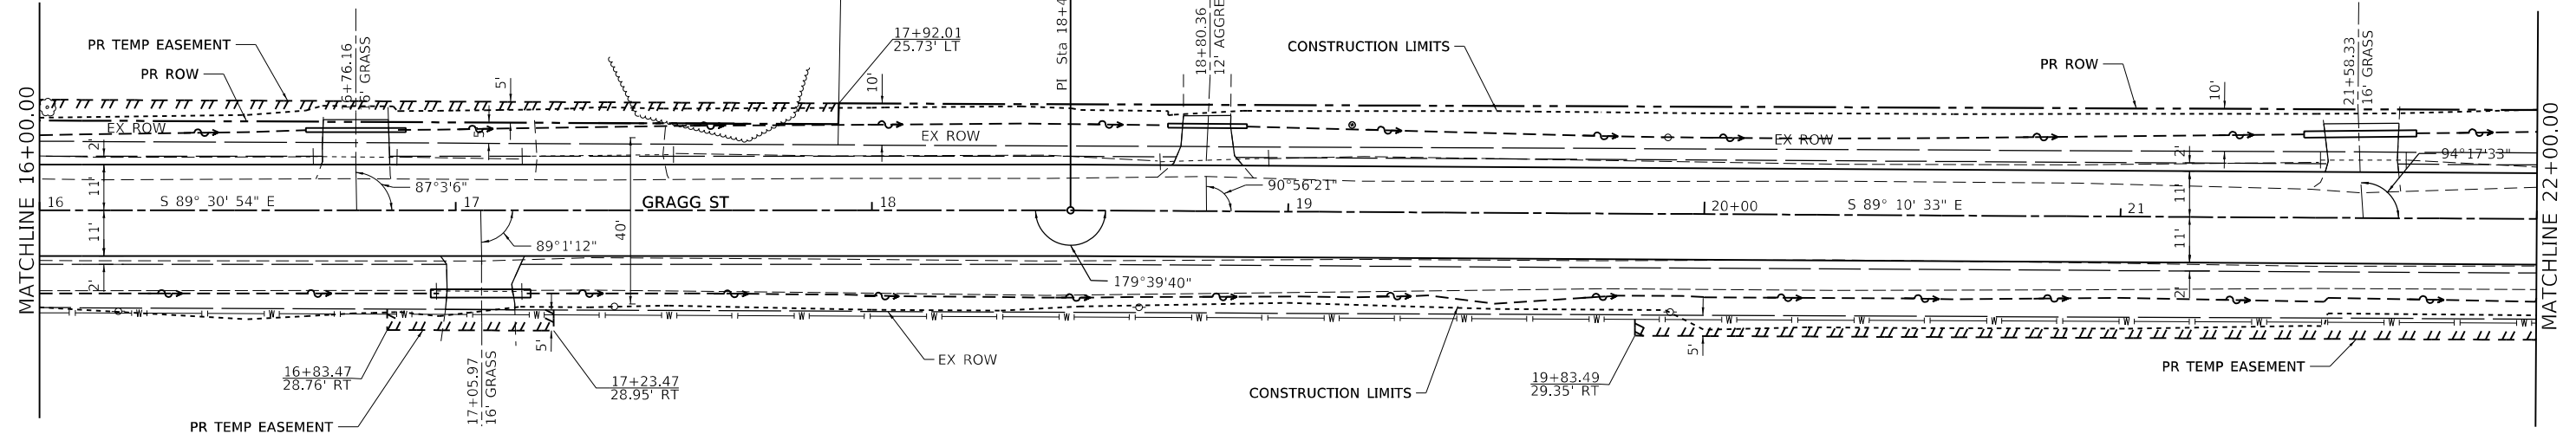 MATCHLINE 16+00.00
PR TEMP EASEMENT
PR ROW
6+76.16
6' GRASS
5'
5'
17+92.01
25.73' LT
10'
PI Sta 18+4
18+80.36
12' AGGRE
CONSTRUCTION LIMITS
PR ROW
10'
21+58.33
16' GRASS
MATCHLINE 22+00.00
EX ROW
EX ROW
EX ROW
2'
11'
11'
2'
87°3'6"
90°56'21"
94°17'33"
2'
11'
11'
2'
16
S 89° 30' 54" E
17
GRAGG ST
18
19
20+00
S 89° 10' 33" E
21
89°1'12"
40'
179°39'40"
W W W W W W W W W W W W W W W W W W
16+83.47
28.76' RT
17+05.97
16' GRASS
5'
17+23.47
28.95' RT
EX ROW
CONSTRUCTION LIMITS
19+83.49
29.35' RT
5'
PR TEMP EASEMENT
PR TEMP EASEMENT